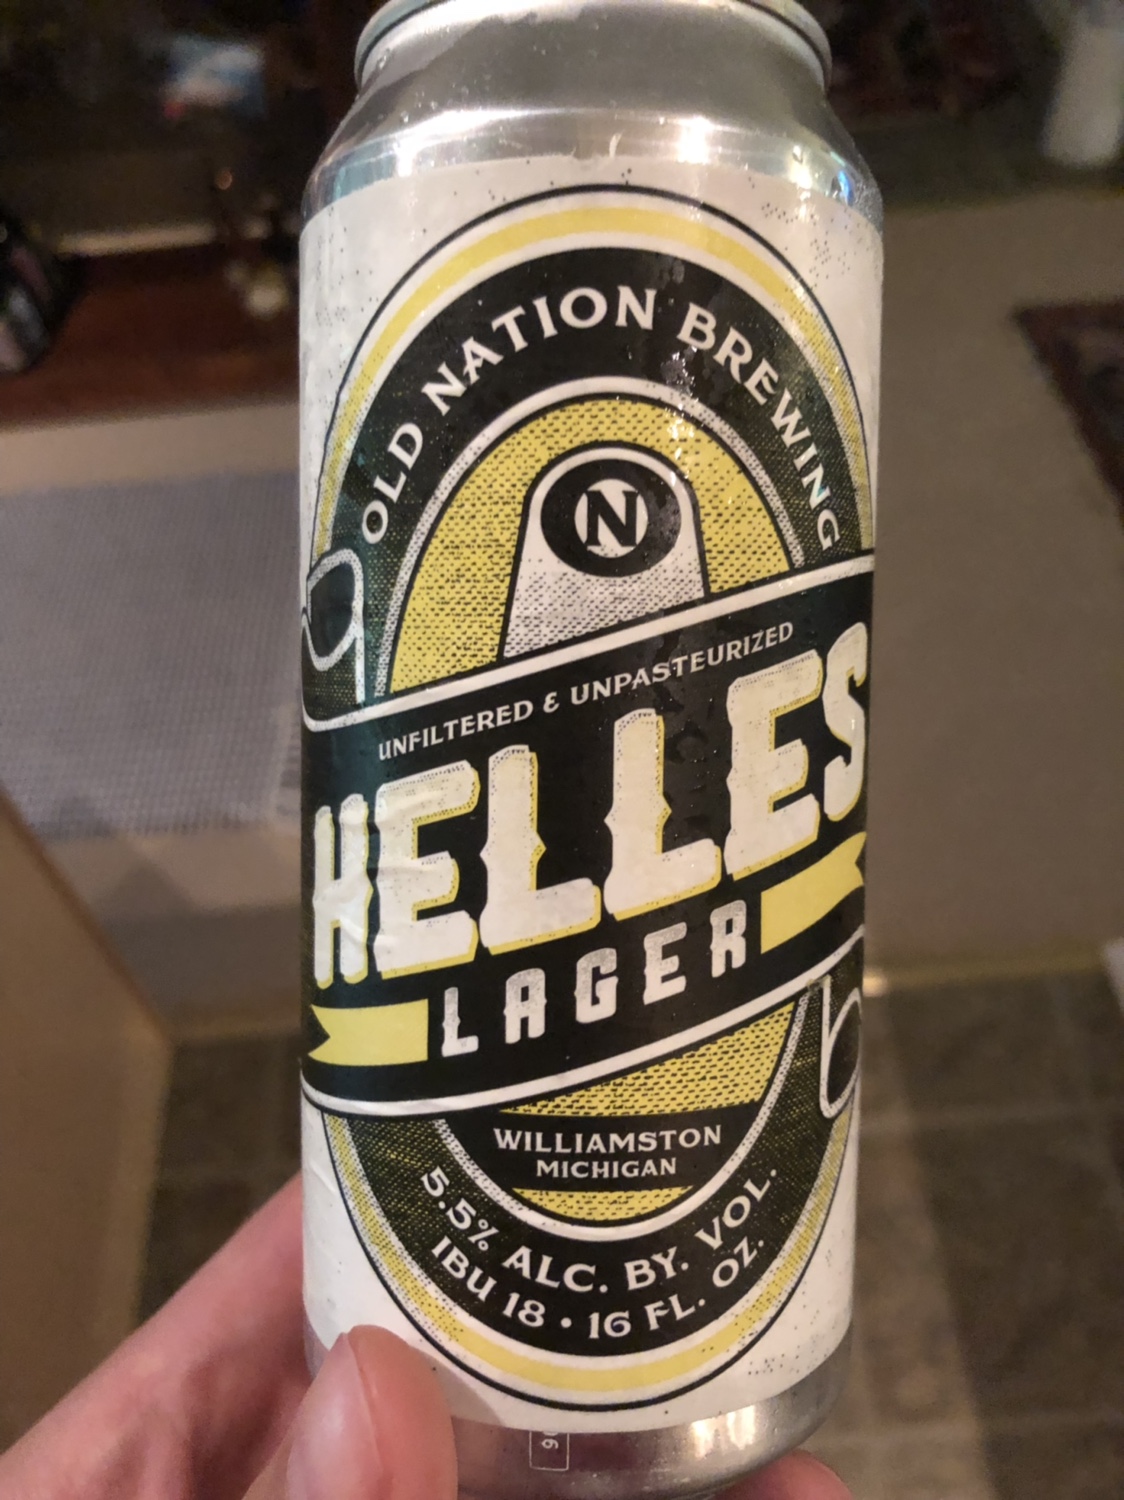 OLD NATION BREWING
N
UNFILTERED & UNPASTEURIZED
HELLES
LAGER
WILLIAMSTON
MICHIGAN
5.5% ALC. BY. VOL.
IBU 18 • 16 FL. OZ.